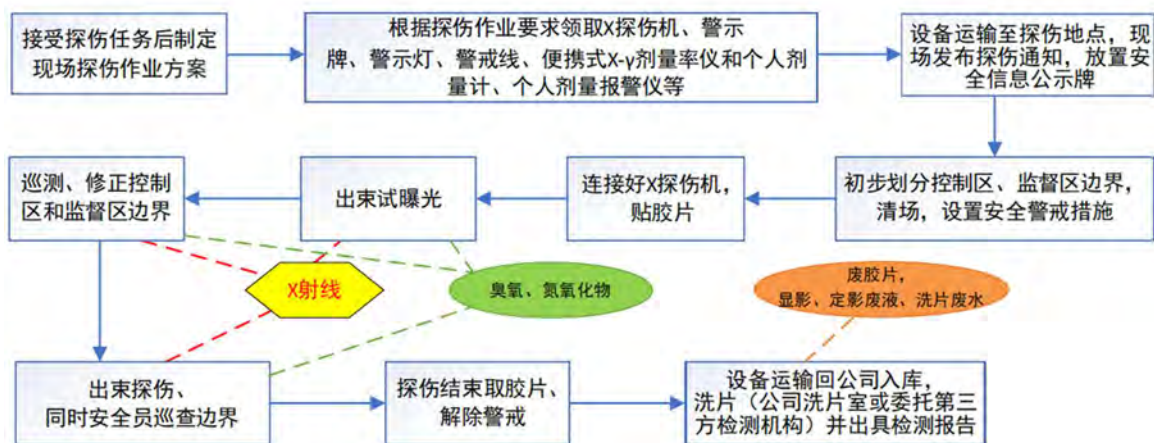 接受探伤任务后制定
现场探伤作业方案
根据探伤作业要求领取X探伤机、警示
牌、警示灯、警戒线、便携式X-γ剂量率仪和个人剂
量计、个人剂量报警仪等
设备运输至探伤地点，现
场发布探伤通知，放置安
全信息公示牌
初步划分控制区、监督区边界，
清场，设置安全警戒措施
连接好X探伤机，
贴胶片
出束试曝光
巡测、修正控制
区和监督区边界
X射线
臭氧、氮氧化物
废胶片，
显影、定影废液、洗片废水
出束探伤、
同时安全员巡查边界
探伤结束取胶片、
解除警戒
设备运输回公司入库，
洗片（公司洗片室或委托第三
方检测机构）并出具检测报告